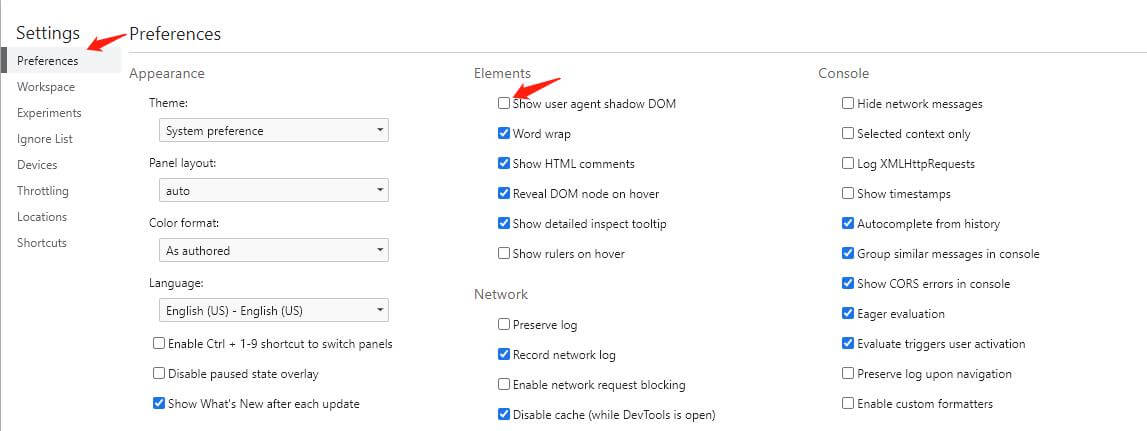 Settings
Preferences
Workspace
Experiments
Ignore List
Devices
Throttling
Locations
Shortcuts
Preferences
Appearance
Theme:
System preference
Panel layout:
auto
Color format:
As authored
Language:
English (US) - English (US)
Enable Ctrl + 1-9 shortcut to switch panels
Disable paused state overlay
Show What's New after each update
Elements
Show user agent shadow DOM
Word wrap
Show HTML comments
Reveal DOM node on hover
Show detailed inspect tooltip
Show rulers on hover
Network
Preserve log
Record network log
Enable network request blocking
Disable cache (while DevTools is open)
Console
Hide network messages
Selected context only
Log XMLHttpRequests
Show timestamps
Autocomplete from history
Group similar messages in console
Show CORS errors in console
Eager evaluation
Evaluate triggers user activation
Preserve log upon navigation
Enable custom formatters